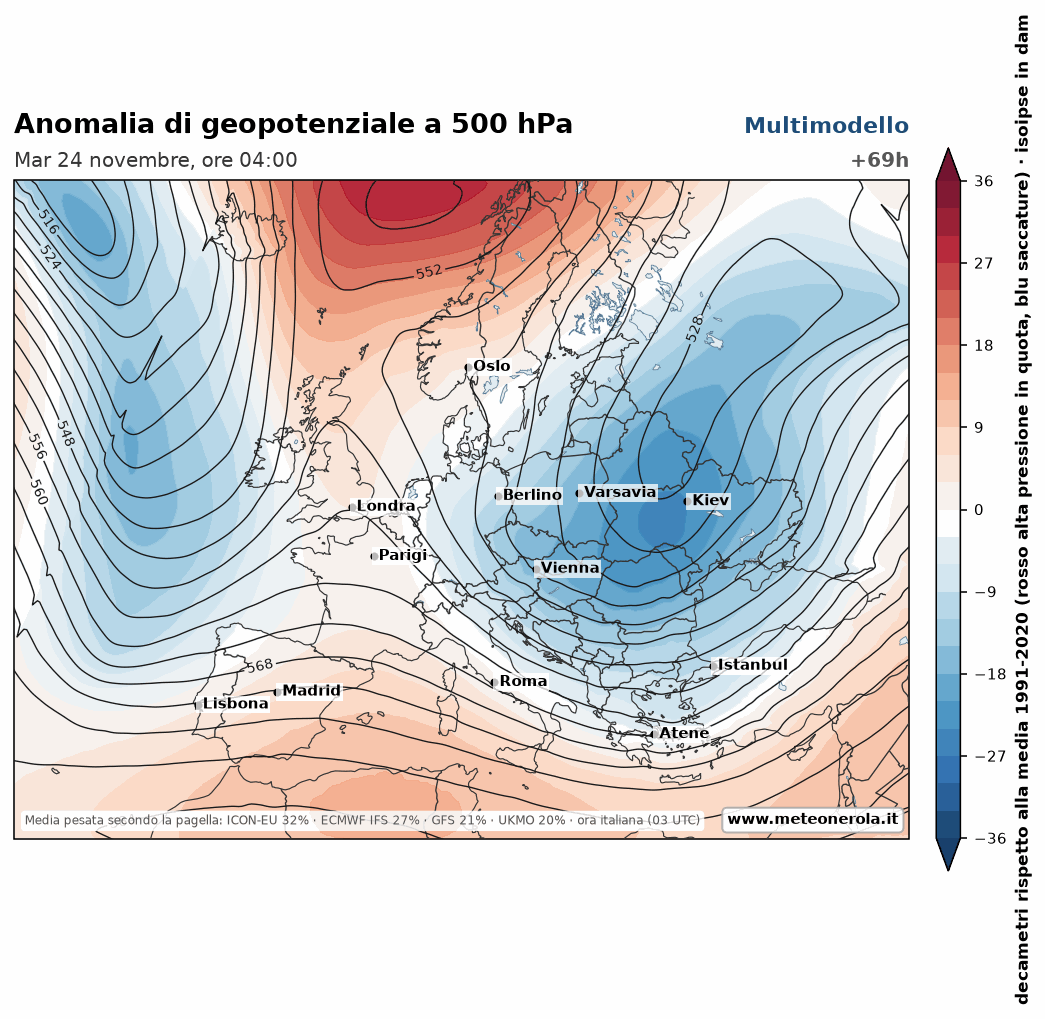 Anomalia di geopotenziale a 500 hPa
Multimodello
Mar 24 novembre, ore 04:00
+69h
516
524
552
528
548
556
560
568
Oslo
Berlino
Varsavia
Kiev
Londra
Parigi
Vienna
Istanbul
Roma
Madrid
Lisbona
Atene
Media pesata secondo la pagella: ICON-EU 32% · ECMWF IFS 27% · GFS 21% · UKMO 20% · ora italiana (03 UTC)
www.meteonerola.it
36
27
18
9
0
−9
−18
−27
−36
decametri rispetto alla media 1991-2020 (rosso alta pressione in quota, blu saccature) · isoipse in dam